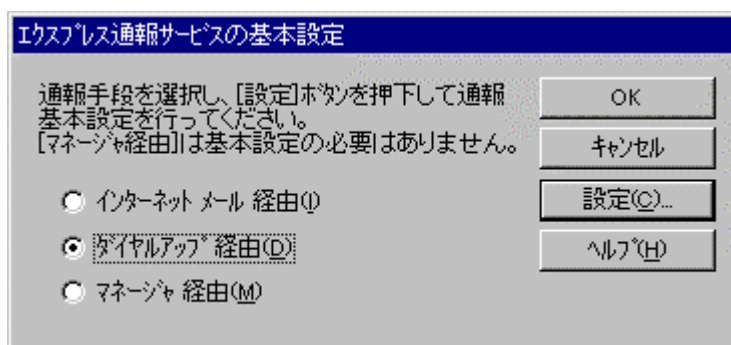 ｴｸｽﾌﾟﾚｽ通報ｻｰﾋﾞｽの基本設定
通報手段を選択し、[設定]ﾎﾞﾀﾝを押下して通報
基本設定を行ってください。
[ﾏﾈｰｼﾞｬ経由]は基本設定の必要はありません。
ｲﾝﾀｰﾈｯﾄ ﾒｰﾙ 経由(I)
ﾀﾞｲﾔﾙｱｯﾌﾟ 経由(D)
ﾏﾈｰｼﾞｬ 経由(M)
OK
ｷｬﾝｾﾙ
設定(C)...
ﾍﾙﾌﾟ(H)